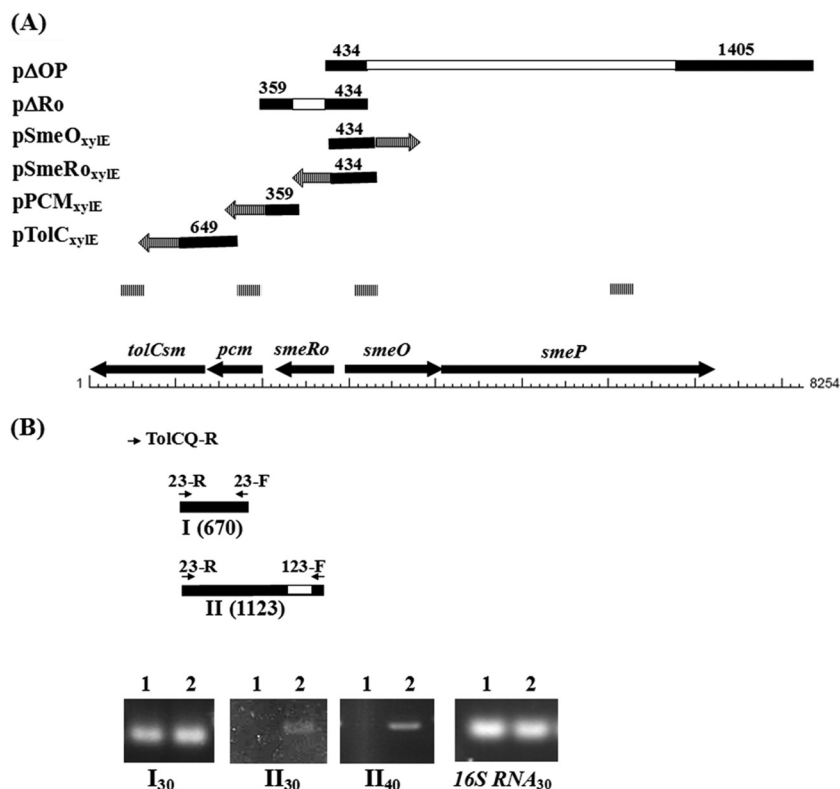 (A)
434 1405
pΔOP
359 434
pΔRo
434
pSmeOxylE
434
pSmeRoxylE
359
pPCMxylE
649
pTolCxylE
tolCsm pcm smeRo smeO smeP
1 8254
(B)
TolCQ-R
23-R 23-F
I (670)
23-R 123-F
II (1123)
1 2 1 2 1 2 1 2
I30 II30 II40 16S RNA30